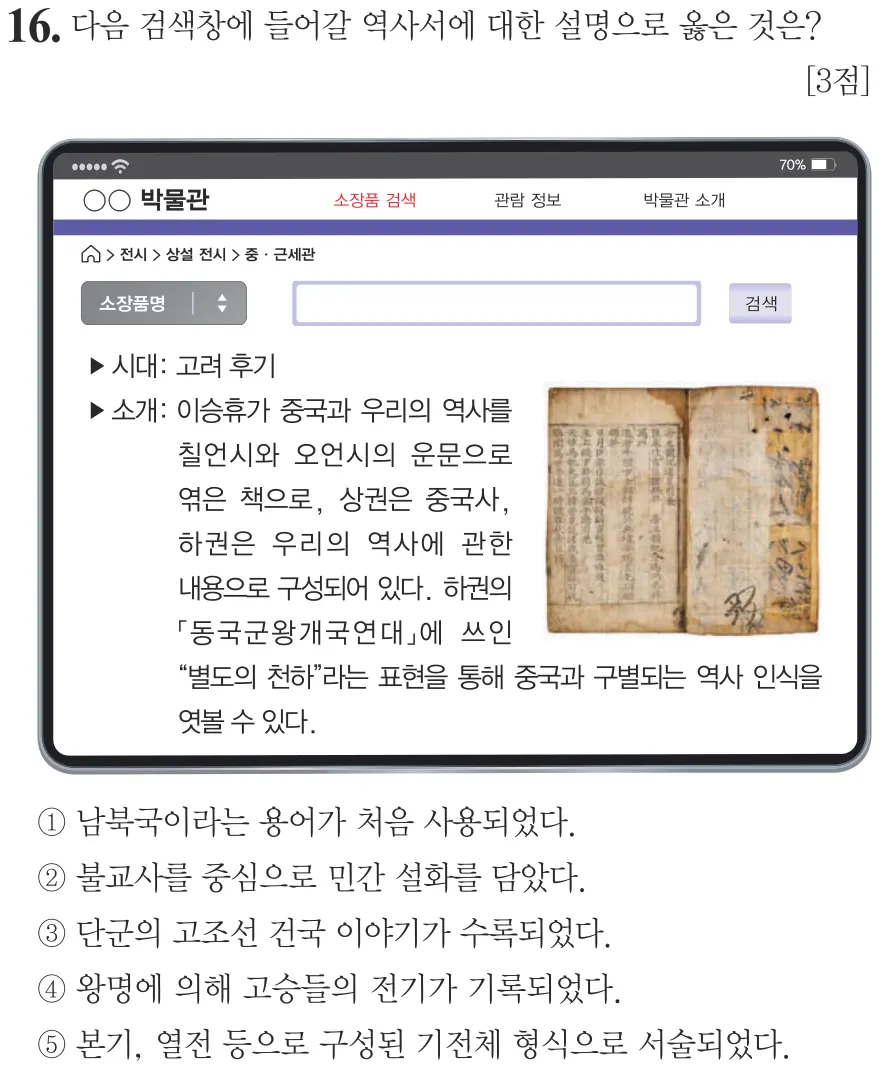 16. 다음 검색창에 들어갈 역사서에 대한 설명으로 옳은 것은?
[3점]
70%
○○ 박물관 소장품 검색 관람 정보 박물관 소개
> 전시 > 상설 전시 > 중 · 근세관
소장품명 검색
▶ 시대: 고려 후기
▶ 소개: 이승휴가 중국과 우리의 역사를
칠언시와 오언시의 운문으로
엮은 책으로, 상권은 중국사,
하권은 우리의 역사에 관한
내용으로 구성되어 있다. 하권의
「동국군왕개국연대」에 쓰인
“별도의 천하”라는 표현을 통해 중국과 구별되는 역사 인식을
엿볼 수 있다.
① 남북국이라는 용어가 처음 사용되었다.
② 불교사를 중심으로 민간 설화를 담았다.
③ 단군의 고조선 건국 이야기가 수록되었다.
④ 왕명에 의해 고승들의 전기가 기록되었다.
⑤ 본기, 열전 등으로 구성된 기전체 형식으로 서술되었다.